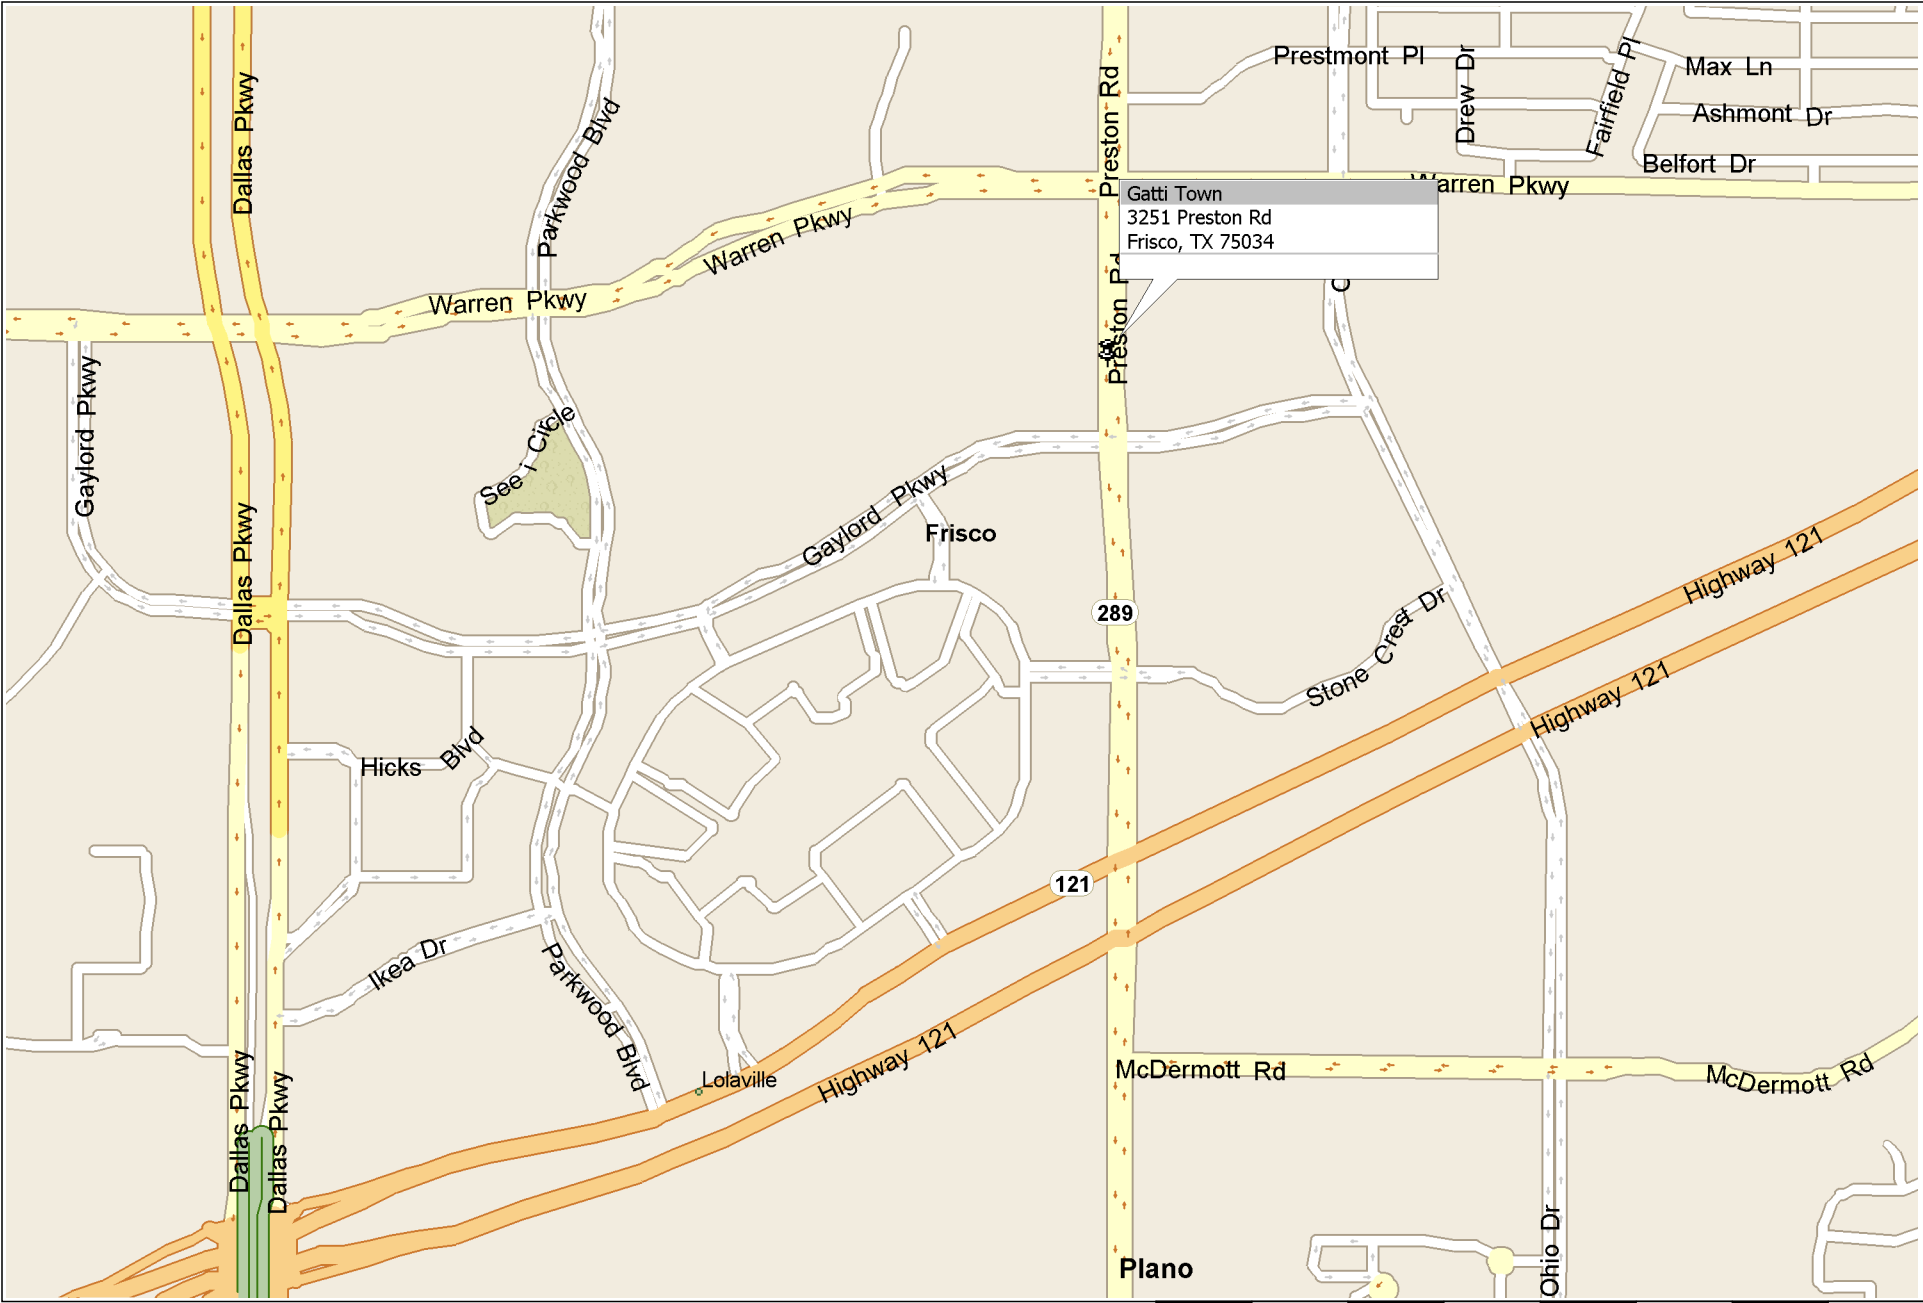 Dallas Pkwy
Parkwood Blvd
Preston Rd
Prestmont Pl
Drew Dr
Fairfield Pl
Max Ln
Ashmont Dr
Belfort Dr
Warren Pkwy
Gatti Town
3251 Preston Rd
Frisco, TX 75034
Warren Pkwy
Warren Pkwy
Preston Rd
Gaylord Pkwy
See i Circle
Gaylord Pkwy
Frisco
Dallas Pkwy
289
Highway 121
Stone Crest Dr
Highway 121
Hicks Blvd
121
Ikea Dr
Parkwood Blvd
Highway 121
Lolaville
McDermott Rd
McDermott Rd
Dallas Pkwy
Dallas Pkwy
Ohio Dr
Plano